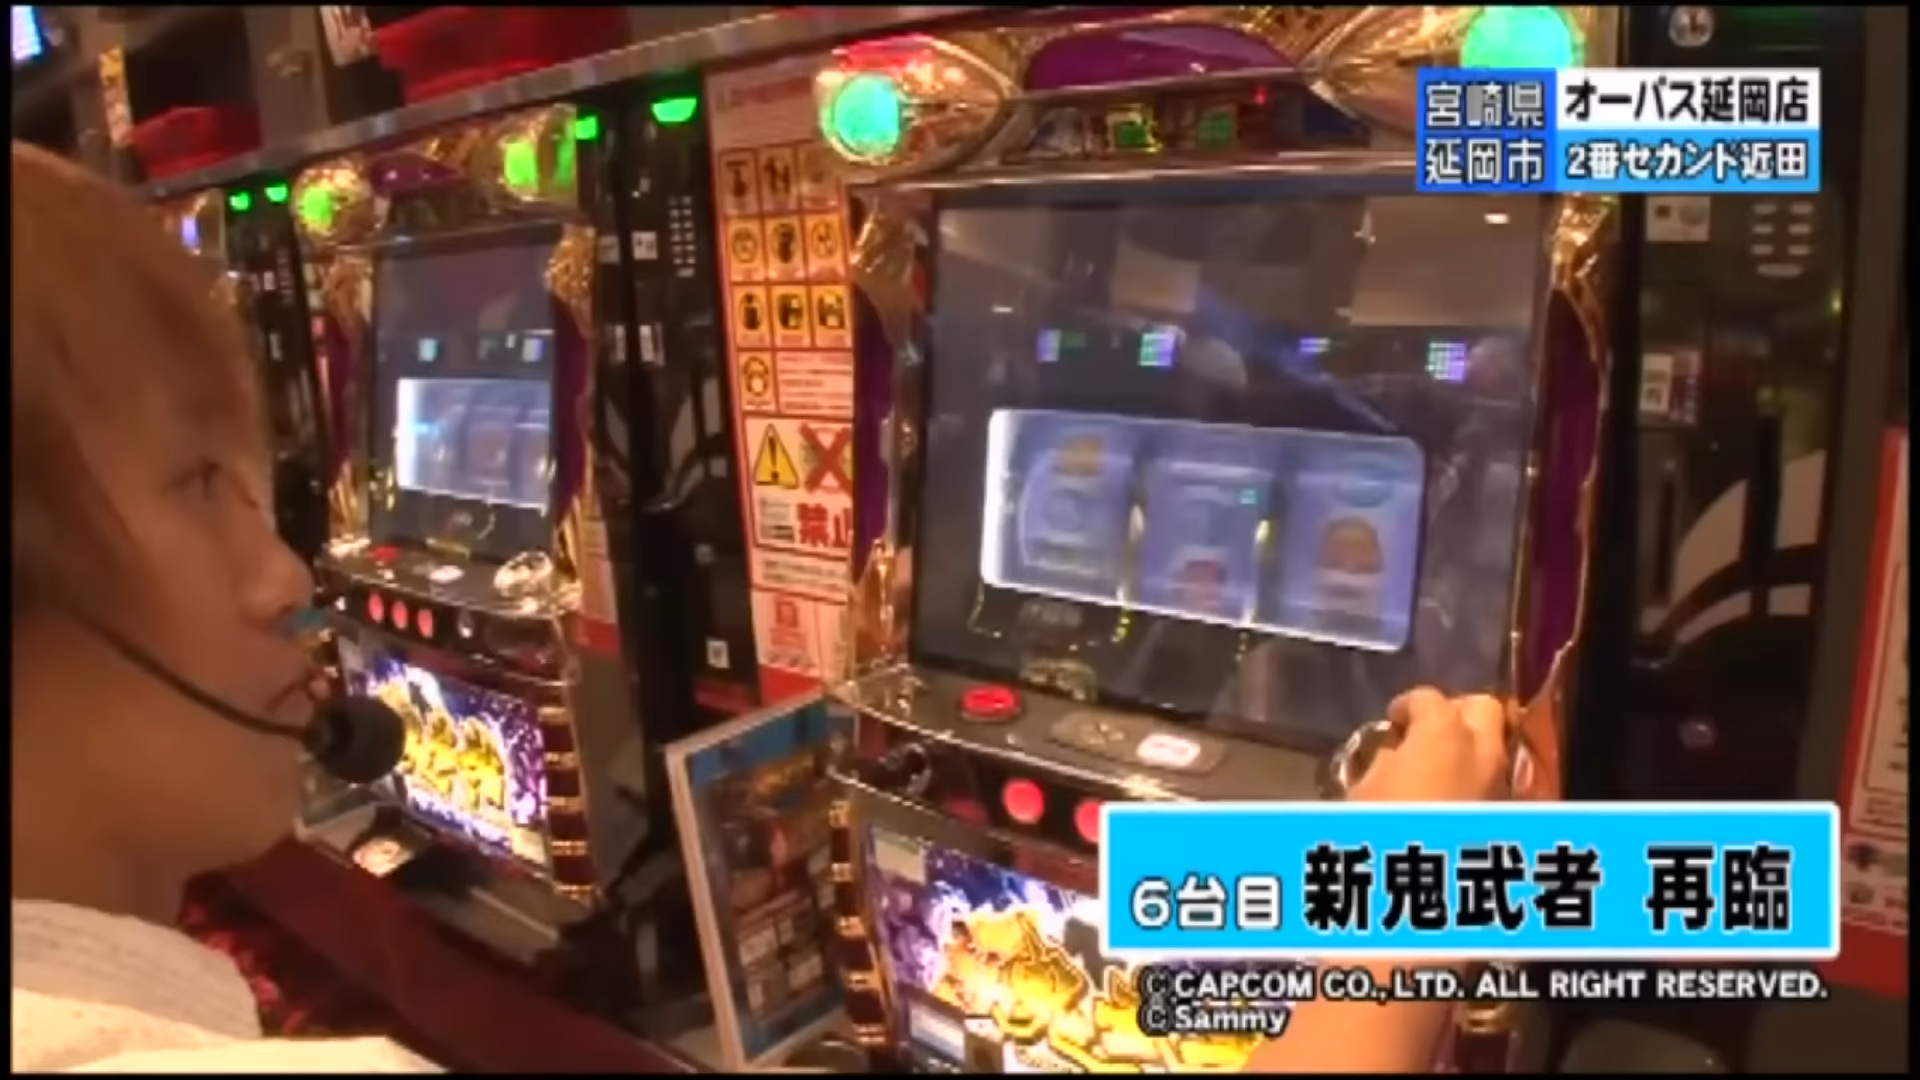 宮崎県
延岡市
オーパス延岡店
2番セカンド近田
禁止
6台目 新鬼武者 再臨
©CAPCOM CO., LTD. ALL RIGHT RESERVED.
©Sammy